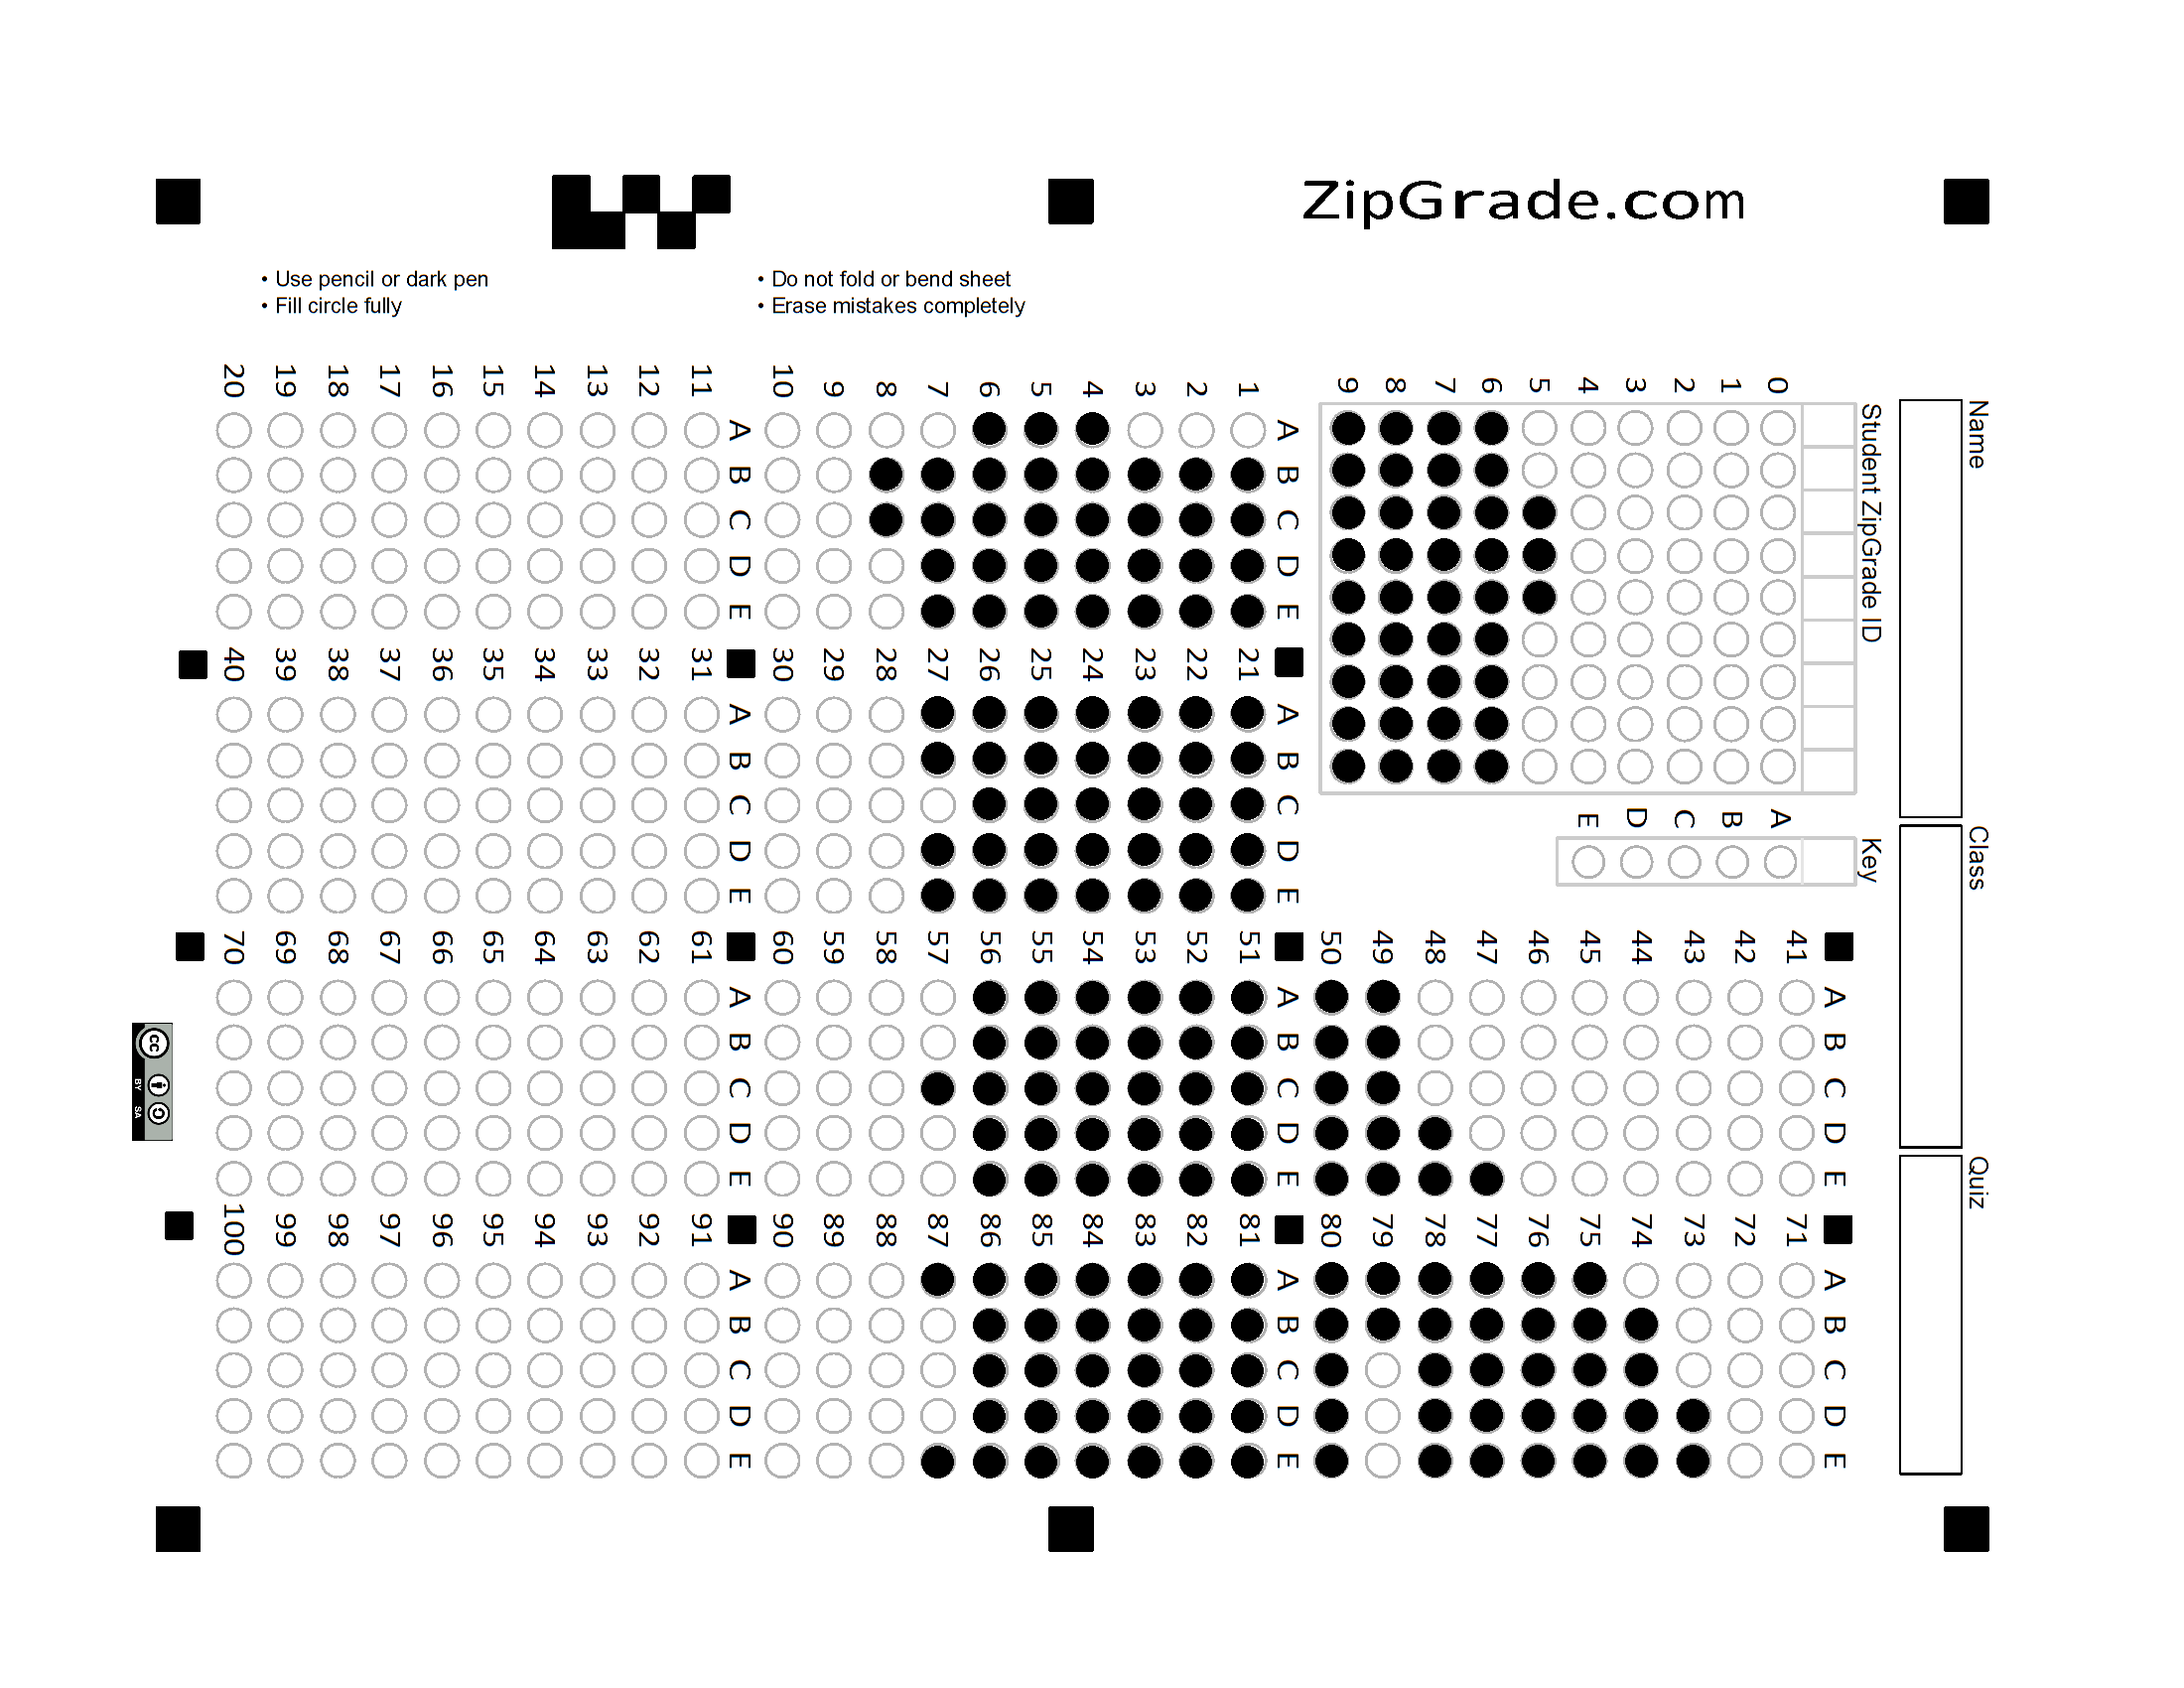 ZipGrade.com
• Use pencil or dark pen
• Fill circle fully
• Do not fold or bend sheet
• Erase mistakes completely
Name
Class
Quiz
Student ZipGrade ID
0 1 2 3 4 5 6 7 8 9
Key
A B C D E
A B C D E
1 2 3 4 5 6 7 8 9 10
A B C D E
11 12 13 14 15 16 17 18 19 20
A B C D E
21 22 23 24 25 26 27 28 29 30
A B C D E
31 32 33 34 35 36 37 38 39 40
A B C D E
41 42 43 44 45 46 47 48 49 50
A B C D E
51 52 53 54 55 56 57 58 59 60
A B C D E
61 62 63 64 65 66 67 68 69 70
A B C D E
71 72 73 74 75 76 77 78 79 80
A B C D E
81 82 83 84 85 86 87 88 89 90
A B C D E
91 92 93 94 95 96 97 98 99 100
cc
BY SA